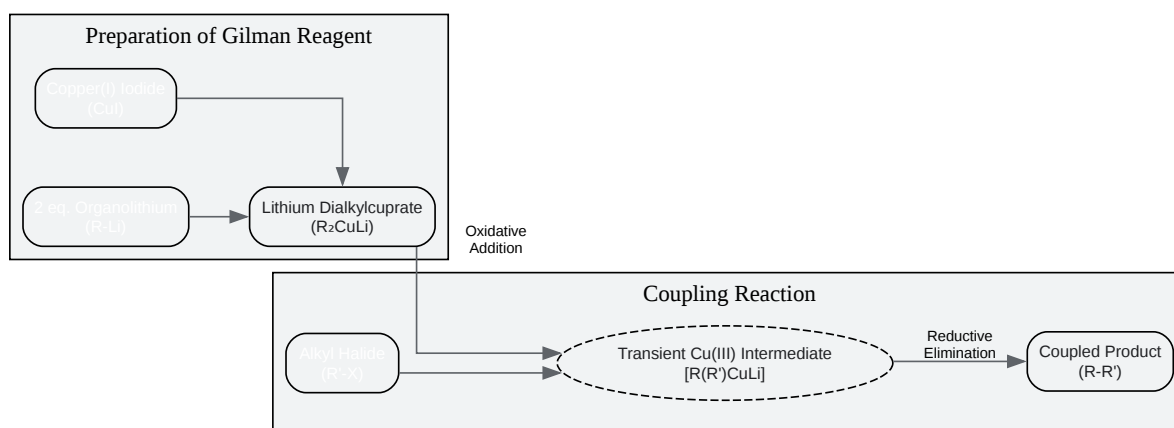 Preparation of Gilman Reagent
Copper(I) Iodide
(CuI)
2 eq. Organolithium
(R-Li)
Lithium Dialkylcuprate
(R₂CuLi)
Oxidative
Addition
Coupling Reaction
Alkyl Halide
(R'-X)
Transient Cu(III) Intermediate
[R(R')CuLi]
Reductive
Elimination
Coupled Product
(R-R')